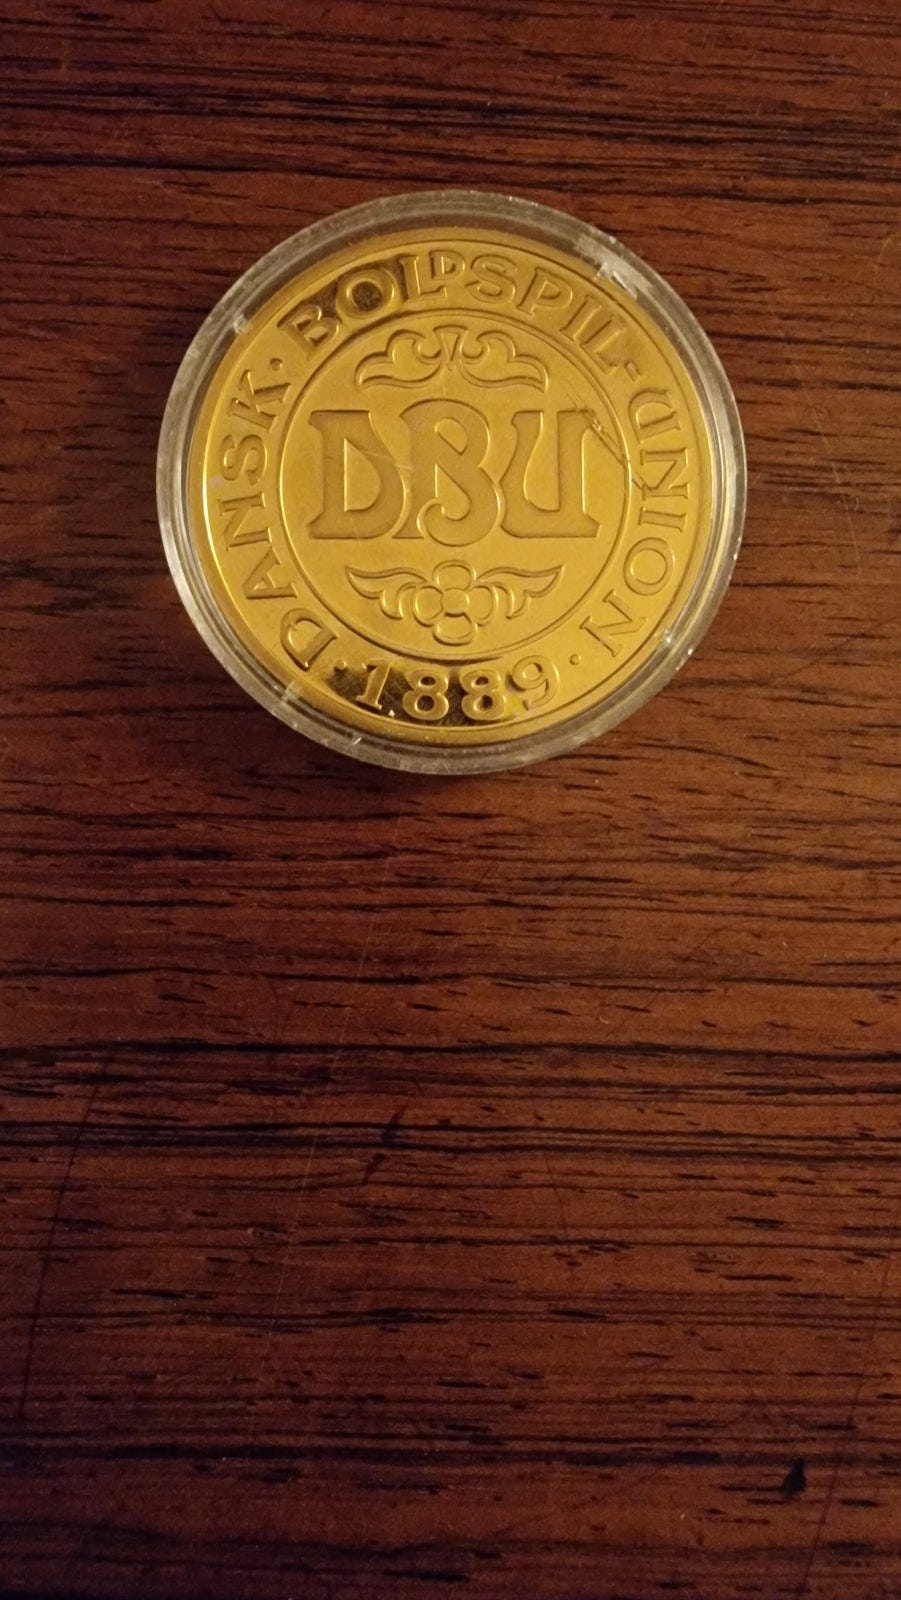 DANSK · BOLDSPIL-UNION
DBU
· 1889 ·